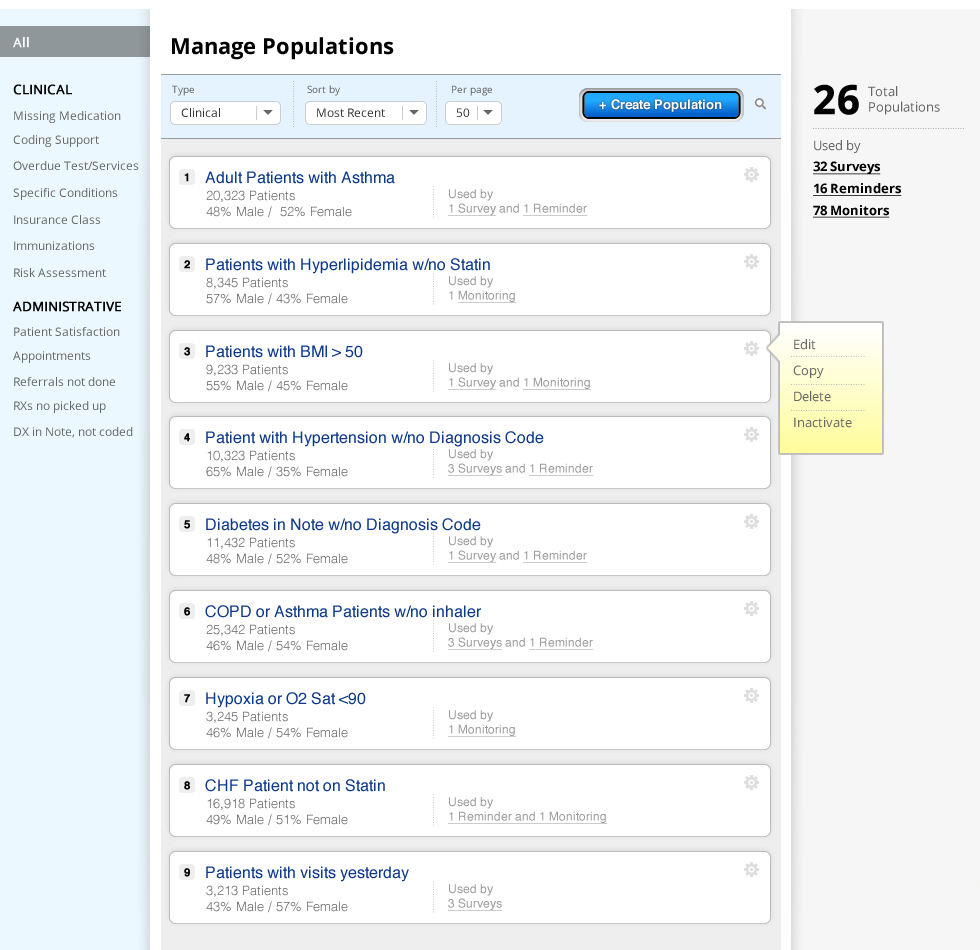 All
CLINICAL
Missing Medication
Coding Support
Overdue Test/Services
Specific Conditions
Insurance Class
Immunizations
Risk Assessment
ADMINISTRATIVE
Patient Satisfaction
Appointments
Referrals not done
RXs no picked up
DX in Note, not coded
Manage Populations
Type
Clinical
Sort by
Most Recent
Per page
50
+ Create Population
1 Adult Patients with Asthma
20,323 Patients
48% Male / 52% Female
Used by
1 Survey and 1 Reminder
2 Patients with Hyperlipidemia w/no Statin
8,345 Patients
57% Male / 43% Female
Used by
1 Monitoring
3 Patients with BMI > 50
9,233 Patients
55% Male / 45% Female
Used by
1 Survey and 1 Monitoring
4 Patient with Hypertension w/no Diagnosis Code
10,323 Patients
65% Male / 35% Female
Used by
3 Surveys and 1 Reminder
5 Diabetes in Note w/no Diagnosis Code
11,432 Patients
48% Male / 52% Female
Used by
1 Survey and 1 Reminder
6 COPD or Asthma Patients w/no inhaler
25,342 Patients
46% Male / 54% Female
Used by
3 Surveys and 1 Reminder
7 Hypoxia or O2 Sat <90
3,245 Patients
46% Male / 54% Female
Used by
1 Monitoring
8 CHF Patient not on Statin
16,918 Patients
49% Male / 51% Female
Used by
1 Reminder and 1 Monitoring
9 Patients with visits yesterday
3,213 Patients
43% Male / 57% Female
Used by
3 Surveys
26 Total
Populations
Used by
32 Surveys
16 Reminders
78 Monitors
Edit
Copy
Delete
Inactivate